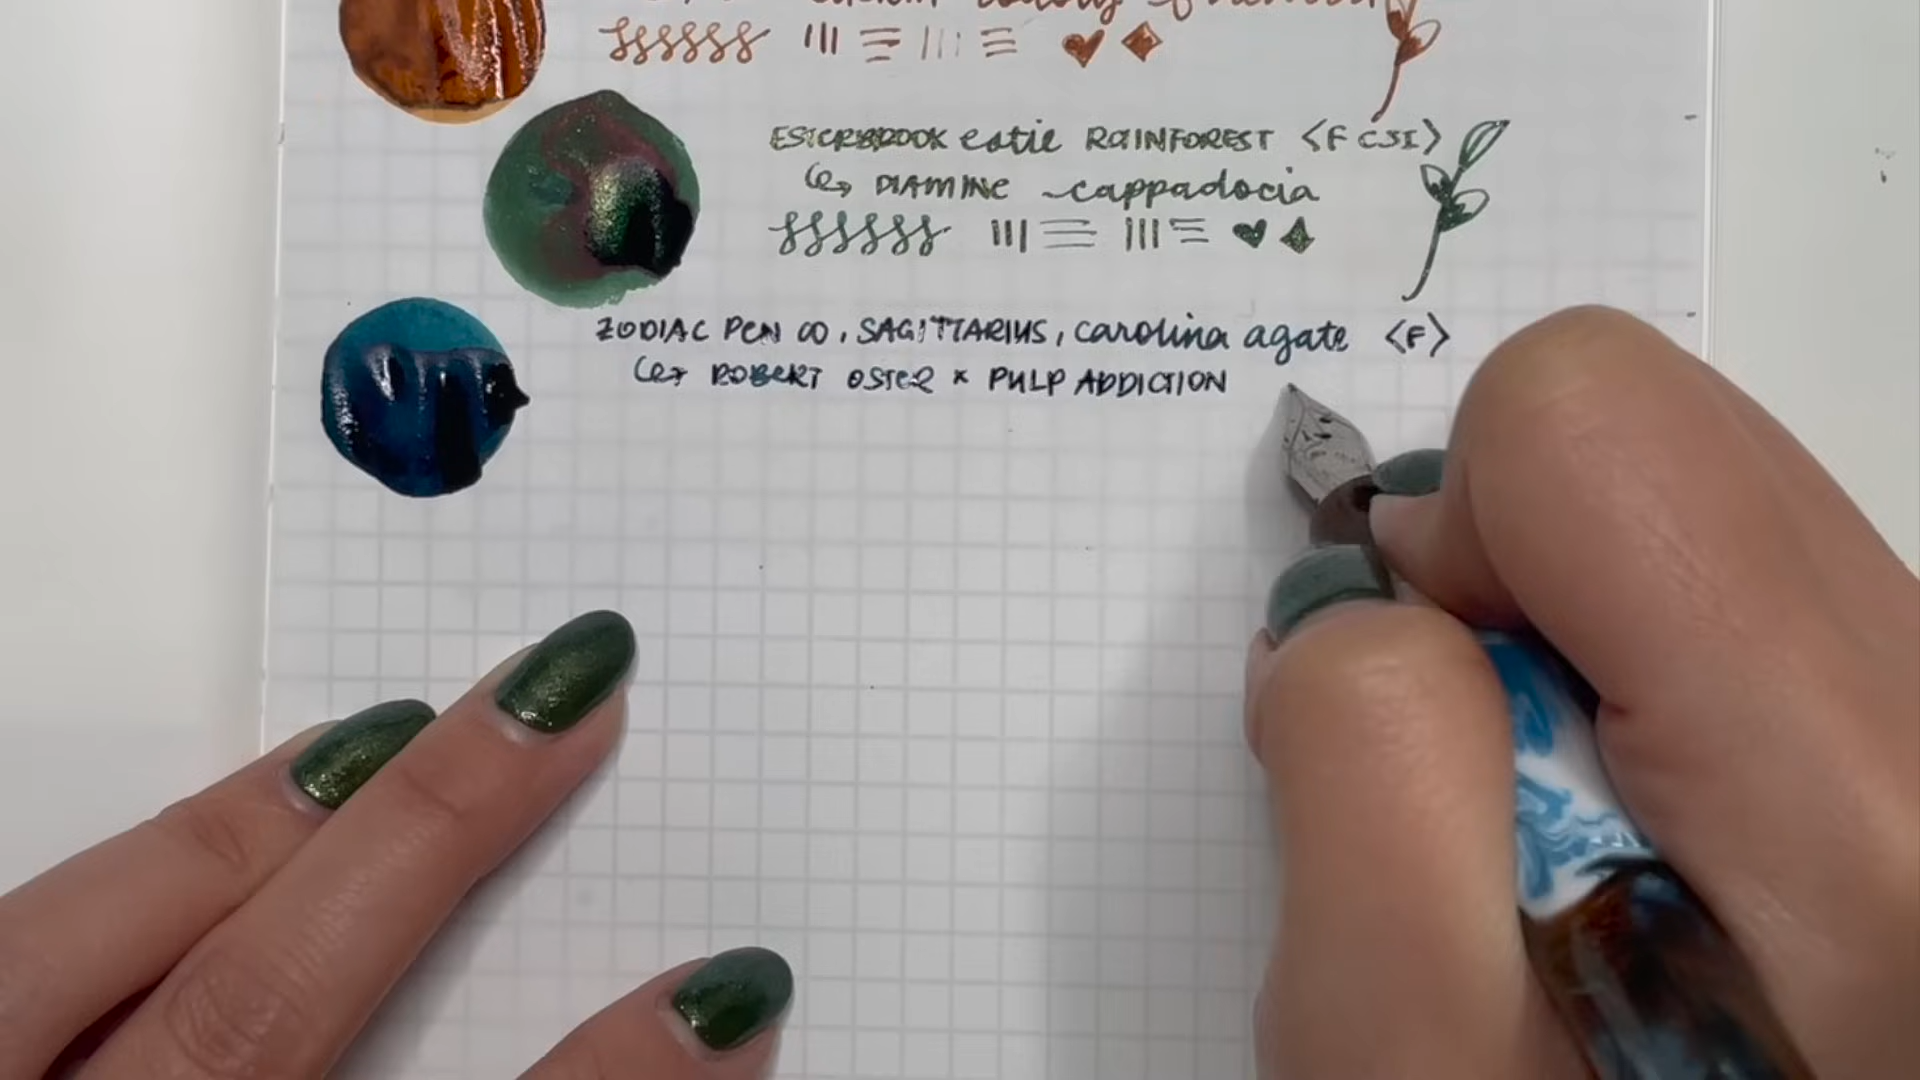 ESTERBROOK estie RAINFOREST <F CSI>
DIAMINE cappadocia
ZODIAC PEN CO, SAGITTARIUS, carolina agate <F>
ROBERT OSTER x PULP ADDICTION